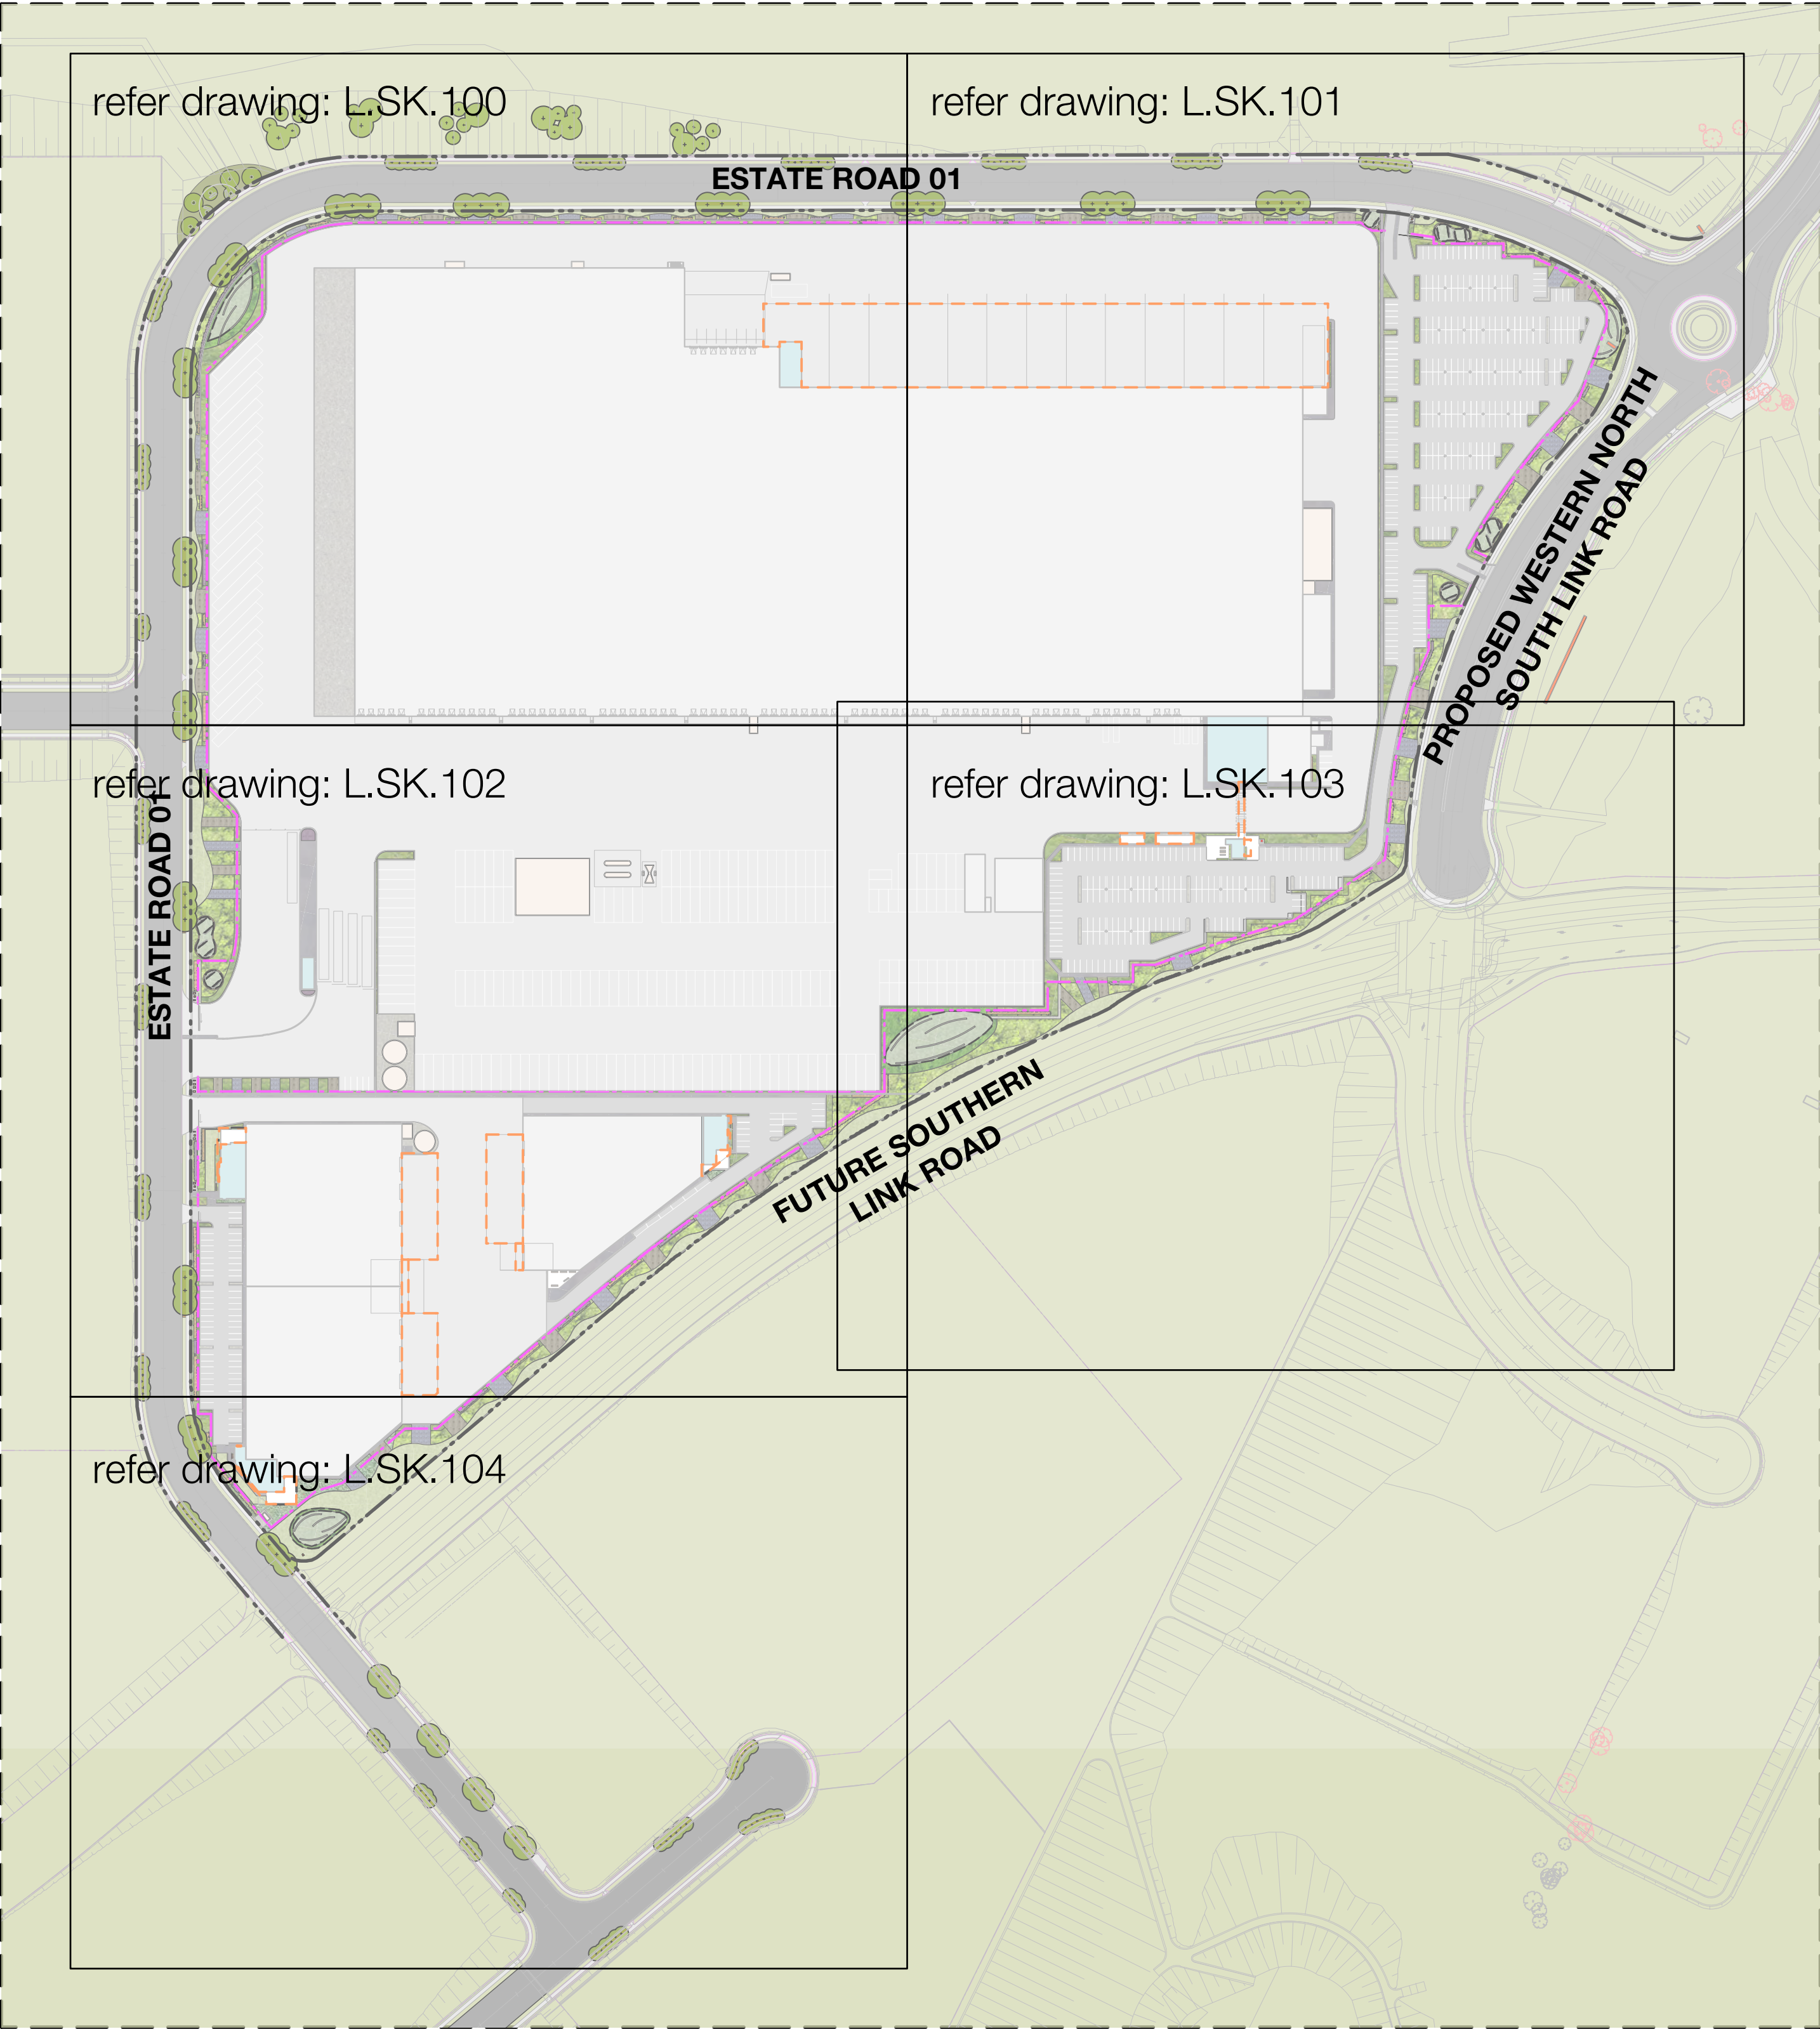 refer drawing: L.SK.100
refer drawing: L.SK.101
ESTATE ROAD 01
PROPOSED WESTERN NORTH
SOUTH LINK ROAD
refer drawing: L.SK.102
refer drawing: L.SK.103
ESTATE ROAD 01
FUTURE SOUTHERN
LINK ROAD
refer drawing: L.SK.104